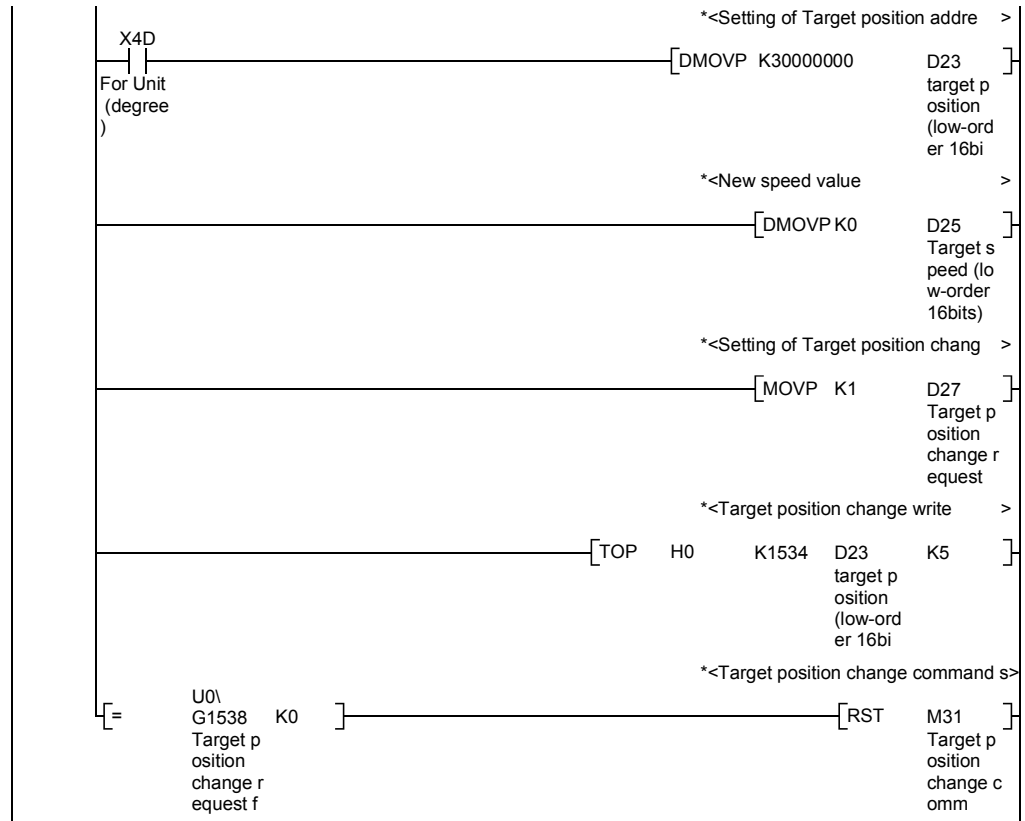 *<Setting of Target position addre >
X4D
DMOVP K30000000 D23
For Unit
(degree
)
target p
osition
(low-ord
er 16bi
*<New speed value >
DMOVP K0 D25
Target s
peed (lo
w-order
16bits)
*<Setting of Target position chang >
MOVP K1 D27
Target p
osition
change r
equest
*<Target position change write >
TOP H0 K1534 D23 K5
target p
osition
(low-ord
er 16bi
*<Target position change command s>
U0\
= G1538 K0 RST M31
Target p
osition
change r
equest f
Target p
osition
change c
omm